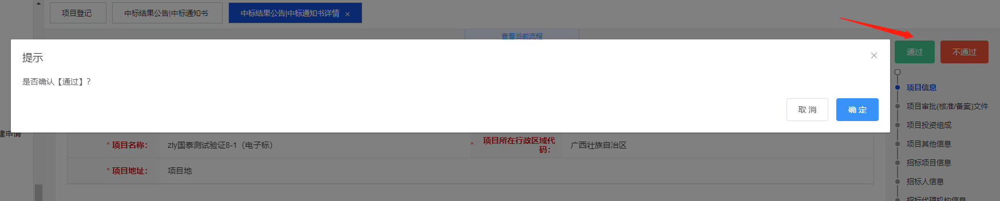 项目登记
中标结果公告|中标通知书
中标结果公告|中标通知书详情 ×
查看当前流程
提示
是否确认【通过】?
取 消
确 定
通过
不通过
项目信息
项目审批(核准/备案)文件
项目投资组成
项目其他信息
招标项目信息
招标人信息
招标代理机构信息
建申请
* 项目名称:
zly国泰测试验证8-1（电子标）
* 项目所在行政区域代
码:
广西壮族自治区
* 项目地址:
项目地